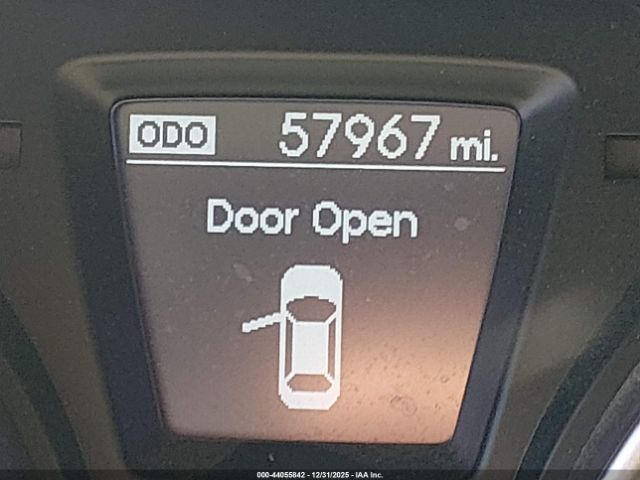 ODO 57967 mi.
Door Open
000-44055842 - 12/31/2025 - IAA Inc.